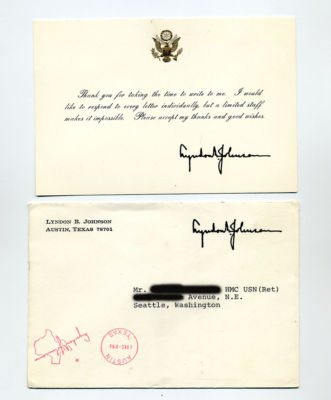 Thank you for taking the time to write to me. I would
like to respond to every letter individually, but a limited staff
makes it impossible. Please accept my thanks and good wishes.
Lyndon B. Johnson
LYNDON B. JOHNSON
AUSTIN, TEXAS 78701
Lyndon B. Johnson
Mr. HMC USN(Ret)
Avenue, N.E.
Seattle, Washington
AUSTIN
TEXAS